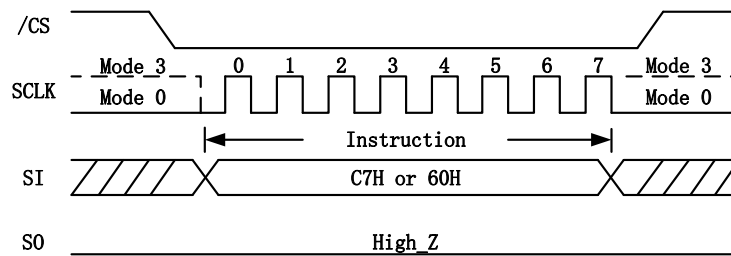 /CS
Mode 3 0 1 2 3 4 5 6 7 Mode 3
SCLK
Mode 0 Mode 0
Instruction
SI C7H or 60H
SO High_Z